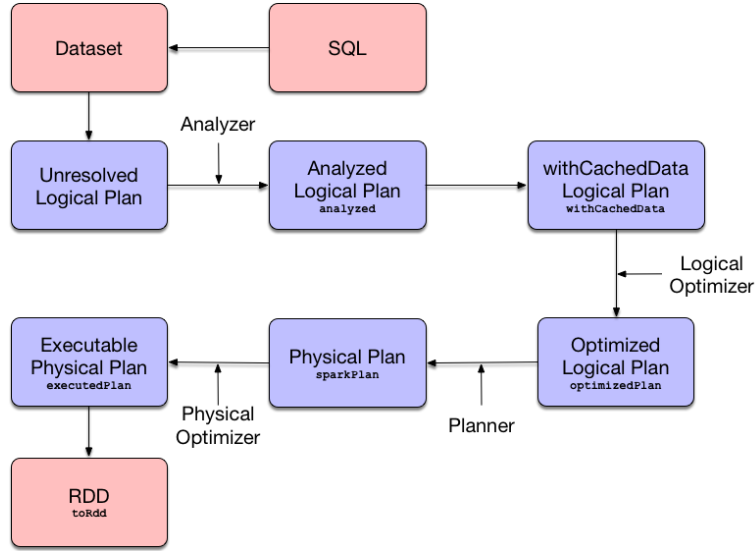 Dataset
SQL
Analyzer
Unresolved
Logical Plan
Analyzed
Logical Plan
analyzed
withCachedData
Logical Plan
withCachedData
Logical
Optimizer
Executable
Physical Plan
executedPlan
Physical Plan
sparkPlan
Optimized
Logical Plan
optimizedPlan
Physical
Optimizer
Planner
RDD
toRdd